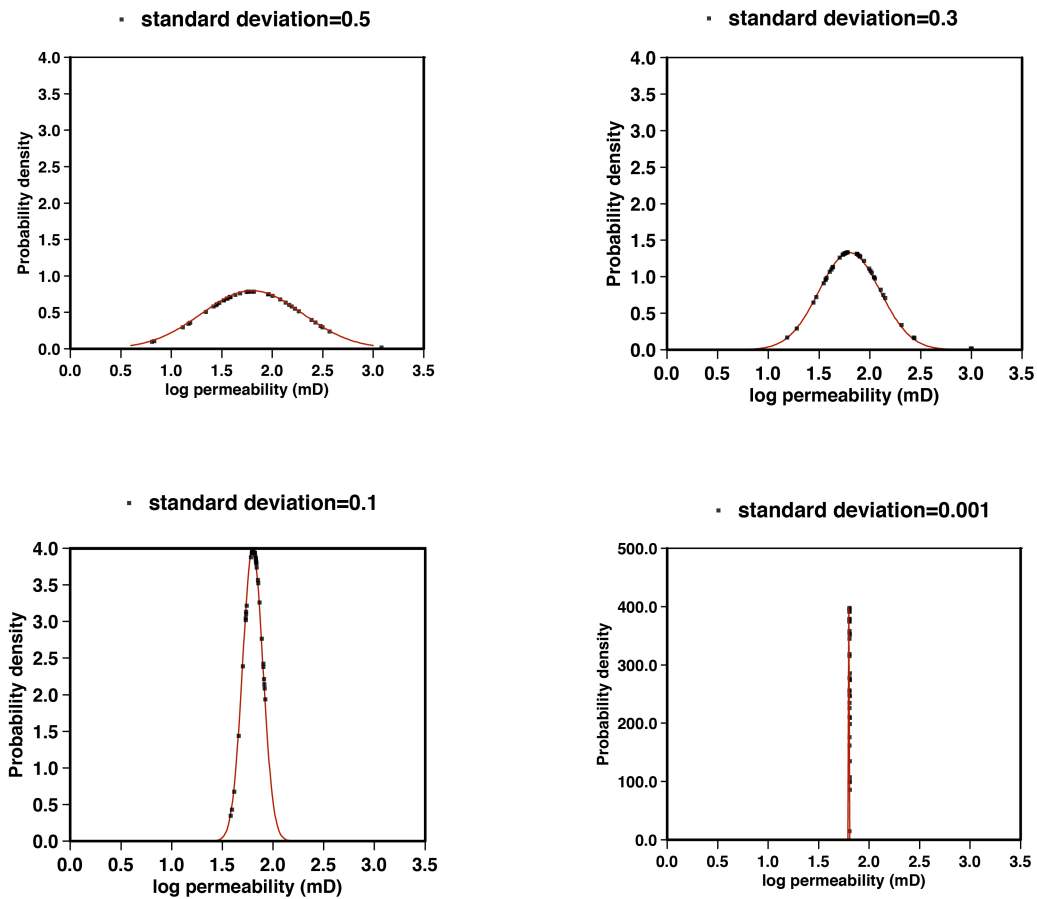 standard deviation=0.5
4.0
3.5
3.0
2.5
2.0
1.5
1.0
0.5
0.0
Probability density
0.0 0.5 1.0 1.5 2.0 2.5 3.0 3.5
log permeability (mD)
standard deviation=0.3
4.0
3.5
3.0
2.5
2.0
1.5
1.0
0.5
0.0
Probability density
0.0 0.5 1.0 1.5 2.0 2.5 3.0 3.5
log permeability (mD)
standard deviation=0.1
4.0
3.5
3.0
2.5
2.0
1.5
1.0
0.5
0.0
Probability density
0.0 0.5 1.0 1.5 2.0 2.5 3.0 3.5
log permeability (mD)
standard deviation=0.001
500.0
400.0
300.0
200.0
100.0
0.0
Probability density
0.0 0.5 1.0 1.5 2.0 2.5 3.0 3.5
log permeability (mD)